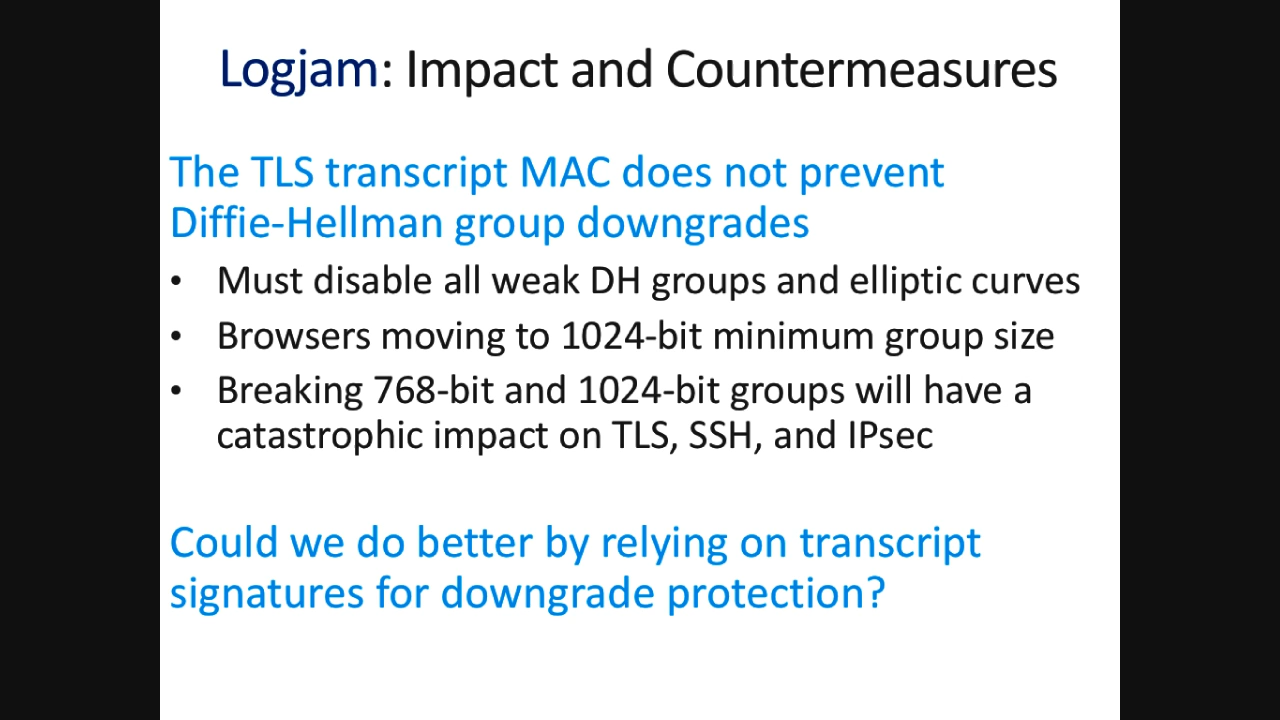 Logjam: Impact and Countermeasures
The TLS transcript MAC does not prevent
Diffie-Hellman group downgrades
• Must disable all weak DH groups and elliptic curves
• Browsers moving to 1024-bit minimum group size
• Breaking 768-bit and 1024-bit groups will have a
catastrophic impact on TLS, SSH, and IPsec
Could we do better by relying on transcript
signatures for downgrade protection?